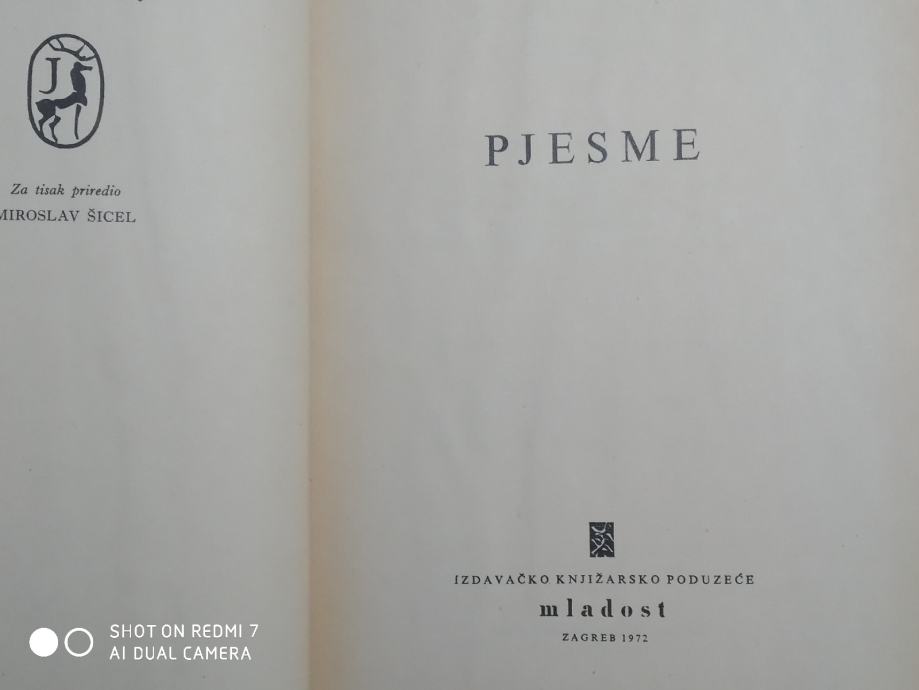 J
Za tisak priredio
MIROSLAV ŠICEL
PJESME
IZDAVAČKO KNJIŽARSKO PODUZEĆE
mladost
ZAGREB 1972
SHOT ON REDMI 7
AI DUAL CAMERA